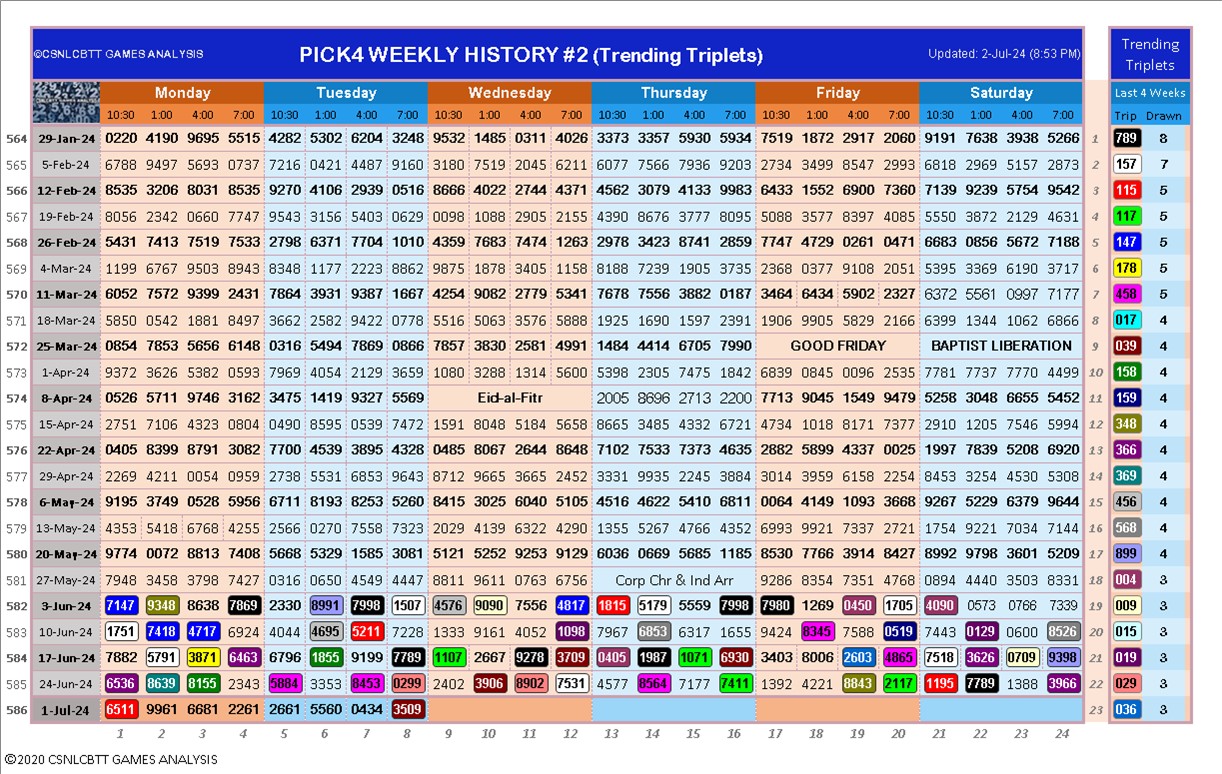 ©CSNLCBTT GAMES ANALYSIS PICK4 WEEKLY HISTORY #2 (Trending Triplets) Updated: 2-Jul-24 (8:53 PM) Trending
Triplets
Monday Tuesday Wednesday Thursday Friday Saturday Last 4 Weeks
10:30 1:00 4:00 7:00 10:30 1:00 4:00 7:00 10:30 1:00 4:00 7:00 10:30 1:00 4:00 7:00 10:30 1:00 4:00 7:00 10:30 1:00 4:00 7:00 Trip Drawn
564 29-Jan-24 0220 4190 9695 5515 4282 5302 6204 3248 9532 1485 0311 4026 3373 3357 5930 5934 7519 1872 2917 2060 9191 7638 3938 5266 1 789 8
565 5-Feb-24 6788 9497 5693 0737 7216 0421 4487 9160 3180 7519 2045 6211 6077 7566 7936 9203 2734 3499 8547 2993 6818 2969 5157 2873 2 157 7
566 12-Feb-24 8535 3206 8031 8535 9270 4106 2939 0516 8666 4022 2744 4371 4562 3079 4133 9983 6433 1552 6900 7360 7139 9239 5754 9542 3 115 5
567 19-Feb-24 8056 2342 0660 7747 9543 3156 5403 0629 0098 1088 2905 2155 4390 8676 3777 8095 5088 3577 8397 4085 5550 3872 2129 4631 4 117 5
568 26-Feb-24 5431 7413 7519 7533 2798 6371 7704 1010 4359 7683 7474 1263 2978 3423 8741 2859 7747 4729 0261 0471 6683 0856 5672 7188 5 147 5
569 4-Mar-24 1199 6767 9503 8943 8348 1177 2223 8862 9875 1878 3405 1158 8188 7239 1905 3735 2368 0377 9108 2051 5395 3369 6190 3717 6 178 5
570 11-Mar-24 6052 7572 9399 2431 7864 3931 9387 1667 9254 9082 2779 5341 7678 7556 3882 0187 3464 6434 5902 2327 6372 5561 0997 7177 7 458 5
571 18-Mar-24 5850 0542 1881 8497 3662 2582 9422 0776 5516 5063 3576 5888 1925 1690 1597 2391 1906 9905 5829 2166 6399 1344 1062 6866 8 017 4
572 25-Mar-24 0854 7853 5656 6148 0316 5494 7869 0866 7857 3830 2581 4991 1484 4414 6705 7990 GOOD FRIDAY BAPTIST LIBERATION 9 039 4
573 1-Apr-24 9372 3626 5382 0593 7969 4054 2129 3659 1080 3288 1314 5600 5398 2305 7475 1842 6839 0845 0096 2535 7781 7737 7770 4499 10 158 4
574 8-Apr-24 0526 5711 9746 3162 3475 1419 9327 5569 Eid-al-Fitr 2005 8696 2713 2200 7713 9045 1549 9479 5258 3048 6655 5452 11 159 4
575 15-Apr-24 2751 7106 4323 0804 0490 8595 0539 7472 1591 8048 5184 5658 8665 3485 4332 6721 4734 1018 8171 7377 2910 1205 7546 5994 12 348 4
576 22-Apr-24 0405 8399 8791 3082 7700 4539 3895 4328 0485 8067 2644 8648 7102 7533 7373 4635 2882 5899 4337 0025 1997 7839 5208 6920 13 366 4
577 29-Apr-24 2269 4211 0054 0959 2738 5531 6853 4764 9712 9665 3665 2452 3331 9935 2245 3884 3014 3959 6158 2254 8453 3254 4530 5308 14 369 4
578 6-May-24 9195 3749 0528 5956 6711 8193 8253 5260 8415 3025 6040 5105 4516 4622 5410 6811 0064 4149 1093 3668 9267 5229 6379 9644 15 456 4
579 13-May-24 4353 5418 6768 4255 2566 0270 7558 7323 2029 4139 6322 4290 1355 5267 4766 4352 6993 9921 7337 2721 1754 9221 7034 7144 16 568 4
580 20-May-24 9774 0072 8813 7408 5668 5329 1585 3081 5121 5252 9253 9129 6036 0669 5685 1185 8530 7766 3914 8427 8992 9798 3601 5209 17 899 4
581 27-May-24 7948 3458 3798 7427 0316 0650 4549 4447 8811 9611 0763 6756 Corp Chr & Ind Arr 9286 8354 7351 4768 0894 4440 3503 8331 18 004 3
582 3-Jun-24 7147 9348 8638 7869 2330 8991 7998 1507 4576 9090 7556 4817 1815 5179 5559 7998 7980 1269 0450 1705 4090 0573 0766 7339 19 009 3
583 10-Jun-24 1751 7418 4717 6924 4044 4695 5211 7228 1333 9161 4052 1098 7967 6853 6317 1655 9424 8345 7588 0519 7443 0129 0600 8526 20 015 3
584 17-Jun-24 7882 5791 3871 6463 6796 1855 9199 7789 1107 2667 9278 3709 0405 1987 1071 6930 3403 8006 2603 4865 7518 3626 0709 9398 21 019 3
585 24-Jun-24 6536 8639 8155 2343 5884 3353 8453 0299 2402 3906 8902 7531 4577 8564 7177 7411 1392 4221 8843 2117 1195 7789 1388 3966 22 029 3
586 1-Jul-24 6511 9961 6681 2261 2661 5560 0434 3509 23 036 3
1 2 3 4 5 6 7 8 9 10 11 12 13 14 15 16 17 18 19 20 21 22 23 24
©2020 CSNLCBTT GAMES ANALYSIS